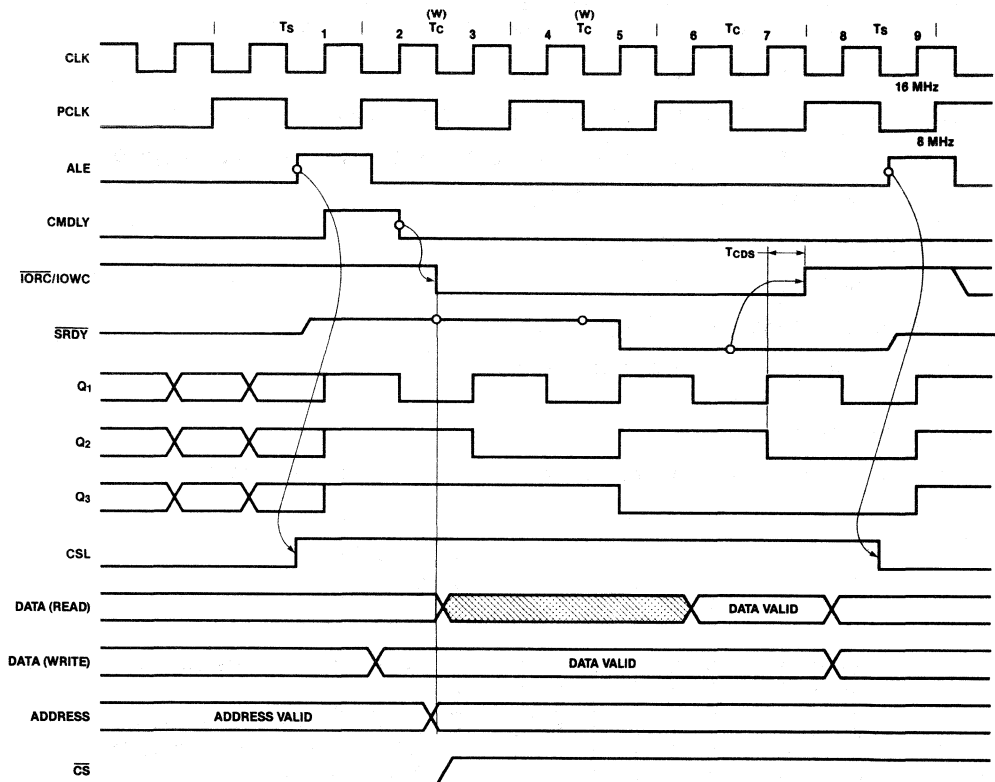 (W) (W)
TS TC TC TC TS
1 2 3 4 5 6 7 8 9
CLK
16 MHz
PCLK
8 MHz
ALE
CMDLY
TCDS
IORC/IOWC
SRDY
Q1
Q2
Q3
CSL
DATA (READ) DATA VALID
DATA (WRITE) DATA VALID
ADDRESS ADDRESS VALID
CS